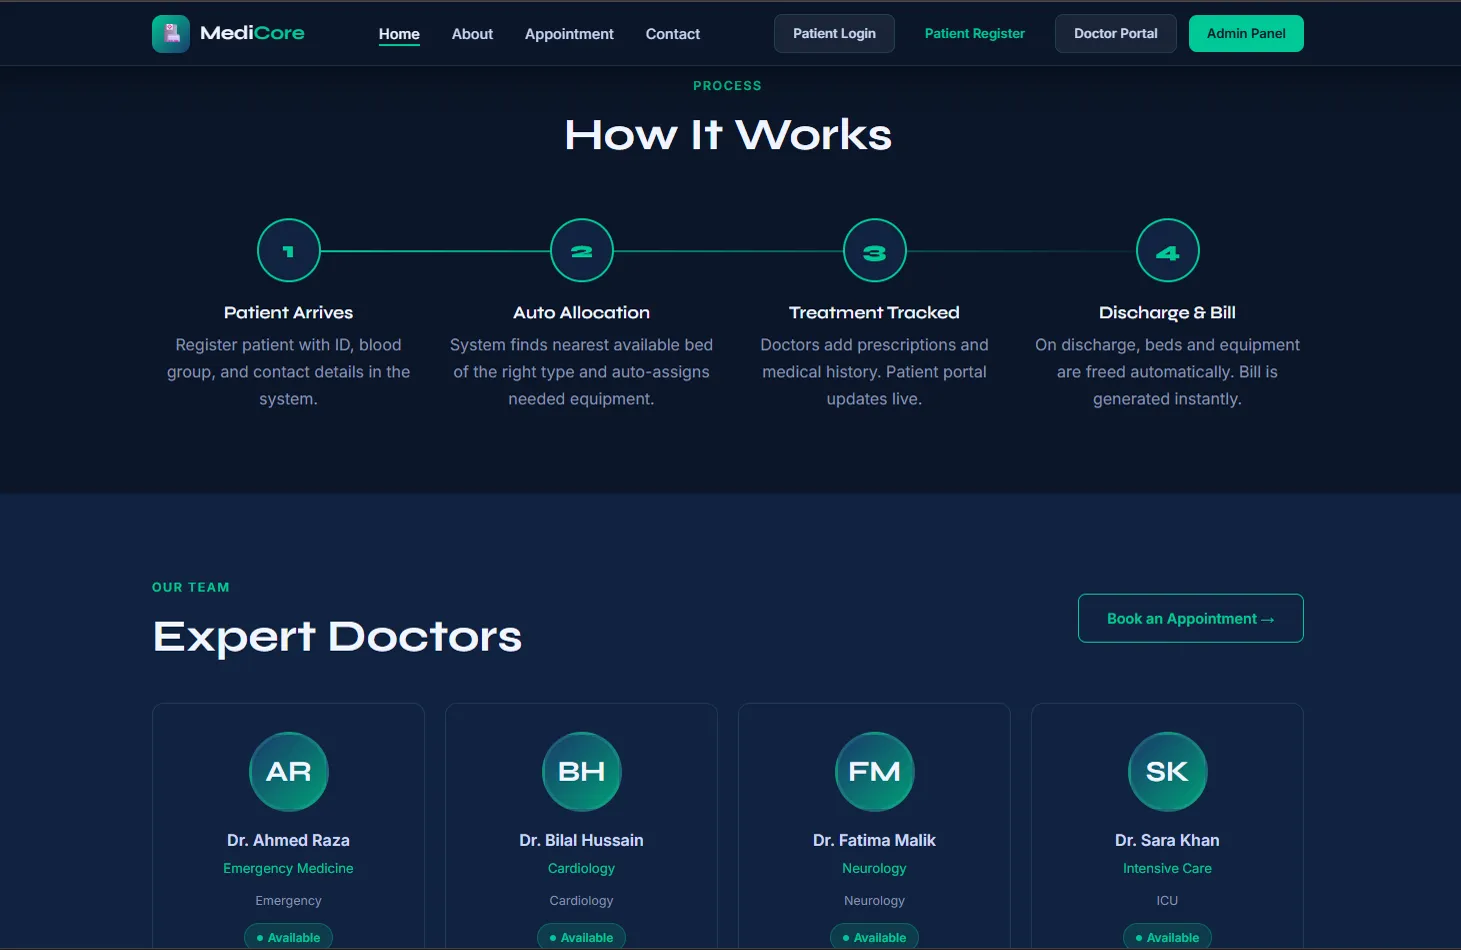 MediCore
Home About Appointment Contact Patient Login Patient Register Doctor Portal Admin Panel
PROCESS
How It Works
1 2 3 4
Patient Arrives
Register patient with ID, blood
group, and contact details in the
system.
Auto Allocation
System finds nearest available bed
of the right type and auto-assigns
needed equipment.
Treatment Tracked
Doctors add prescriptions and
medical history. Patient portal
updates live.
Discharge & Bill
On discharge, beds and equipment
are freed automatically. Bill is
generated instantly.
OUR TEAM
Expert Doctors
Book an Appointment →
AR
Dr. Ahmed Raza
Emergency Medicine
Emergency
Available
BH
Dr. Bilal Hussain
Cardiology
Cardiology
Available
FM
Dr. Fatima Malik
Neurology
Neurology
Available
SK
Dr. Sara Khan
Intensive Care
ICU
Available